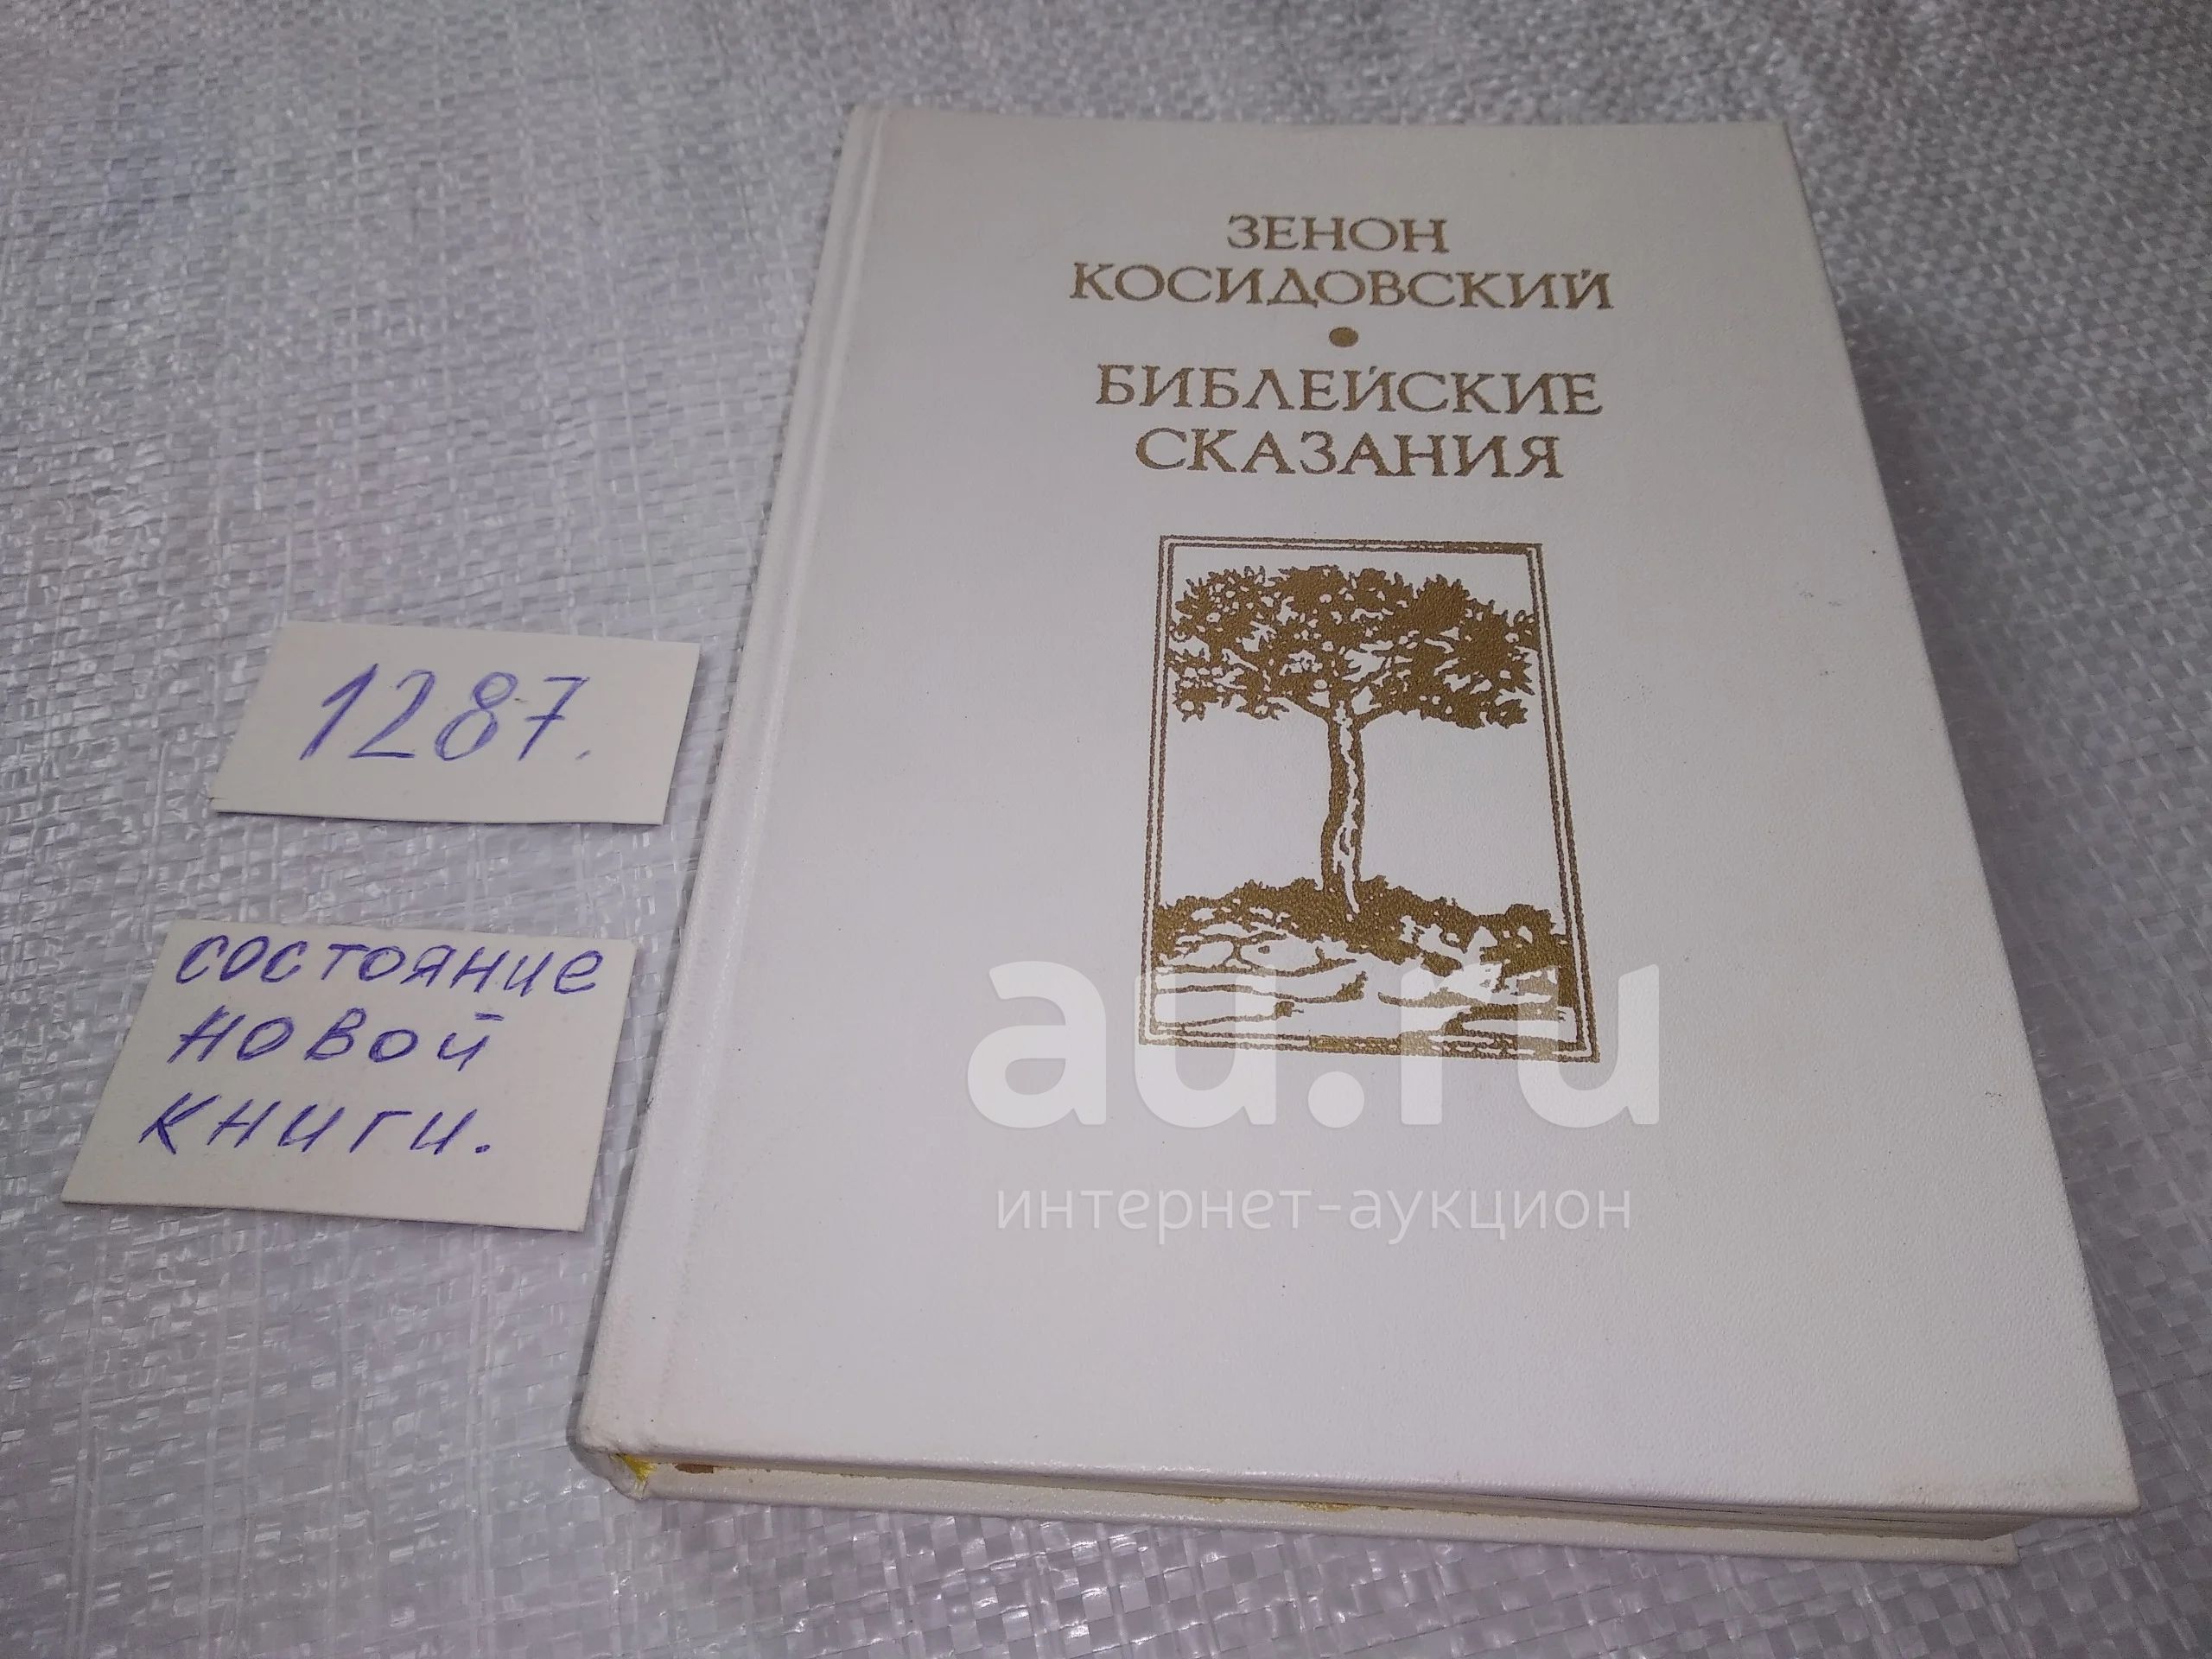 ЗЕНОН
КОСИДОВСКИЙ
•
БИБЛЕЙСКИЕ
СКАЗАНИЯ
1287.
состояние
новой
книги.
au.ru
интернет-аукцион